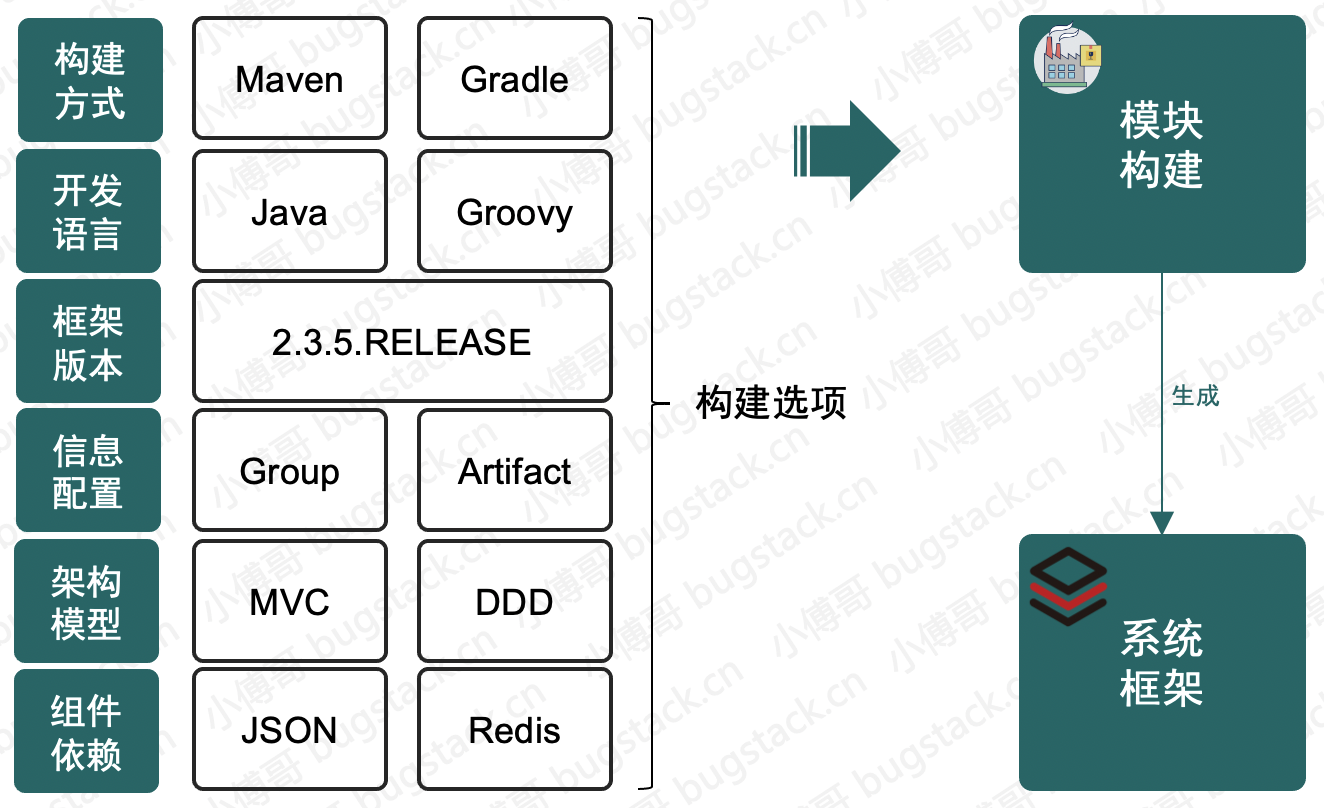 构建
方式
Maven
Gradle
开发
语言
Java
Groovy
框架
版本
2.3.5.RELEASE
信息
配置
Group
Artifact
架构
模型
MVC
DDD
组件
依赖
JSON
Redis
构建选项
模块
构建
生成
系统
框架
小傅哥 bugstack.cn